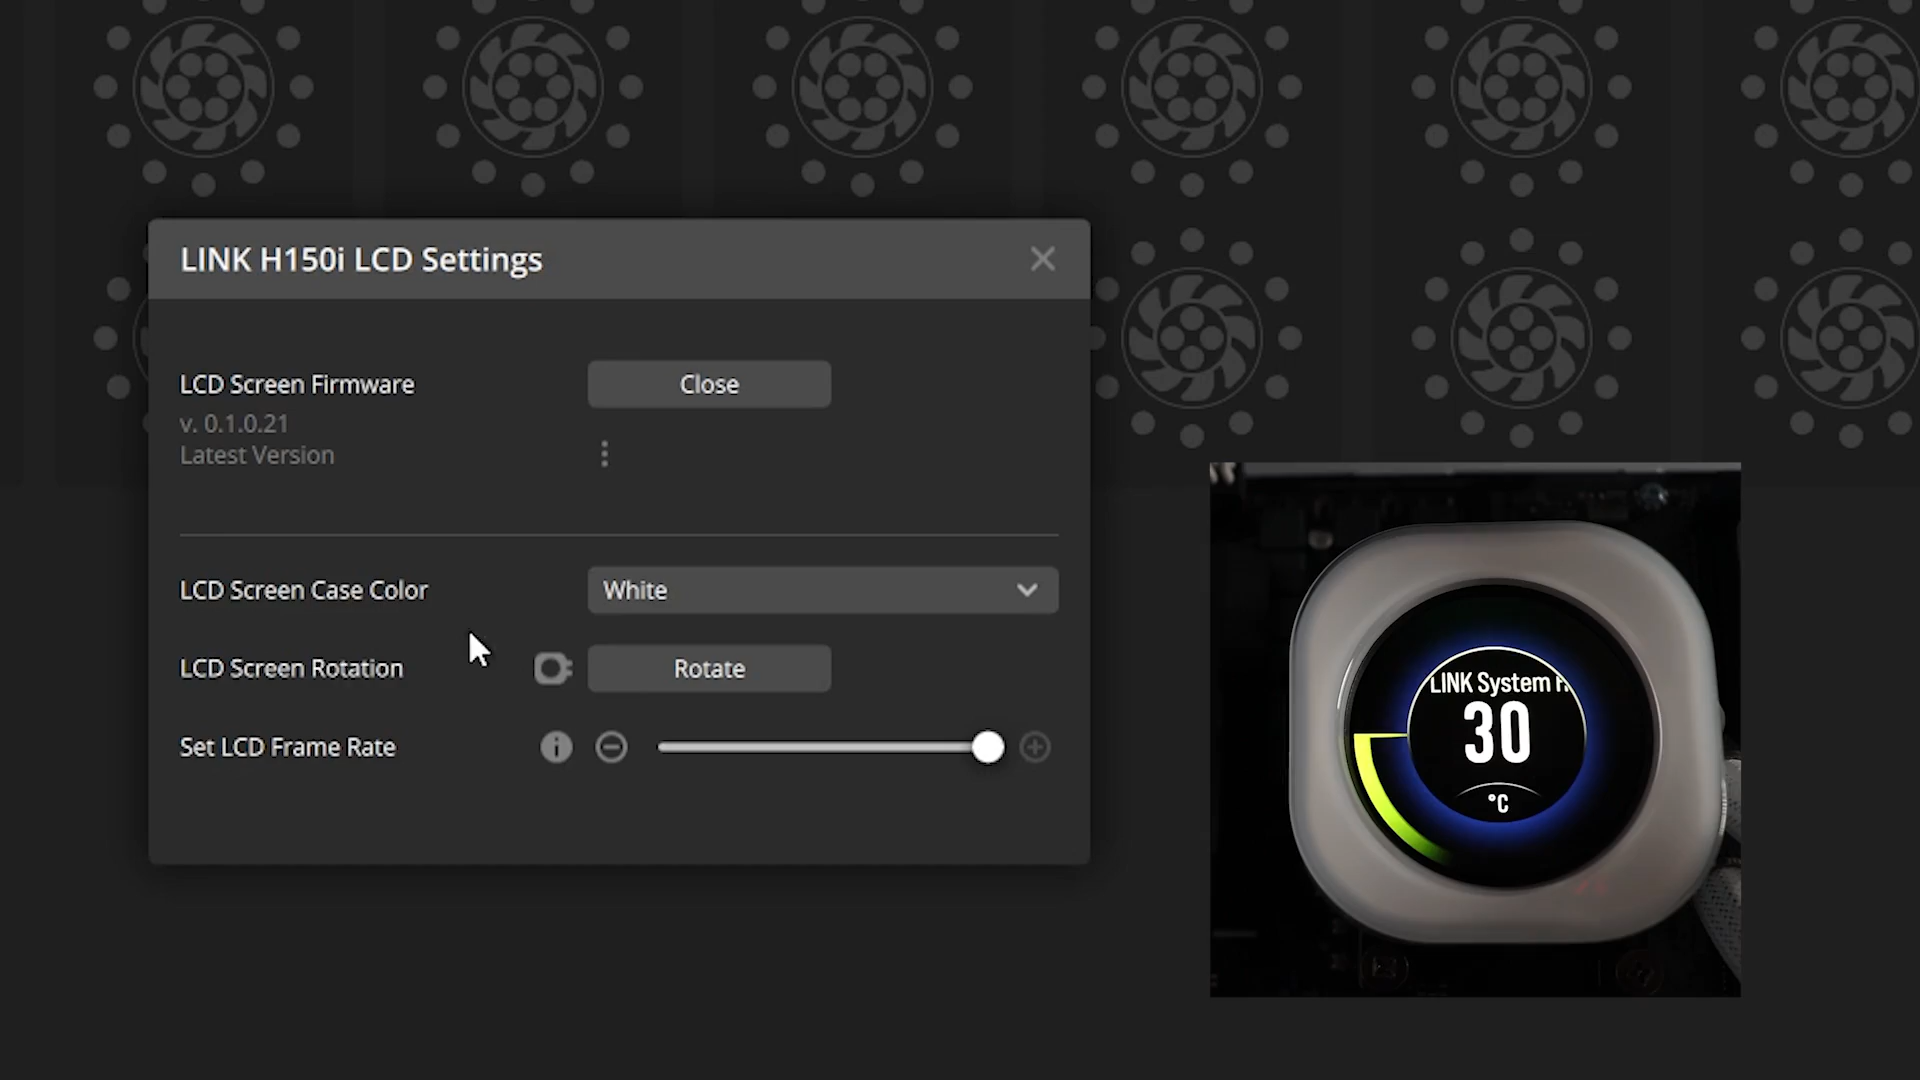 LINK H150i LCD Settings
LCD Screen Firmware
Close
v. 0.1.0.21
Latest Version
LCD Screen Case Color
White
LCD Screen Rotation
Rotate
Set LCD Frame Rate
LINK System
30
°C